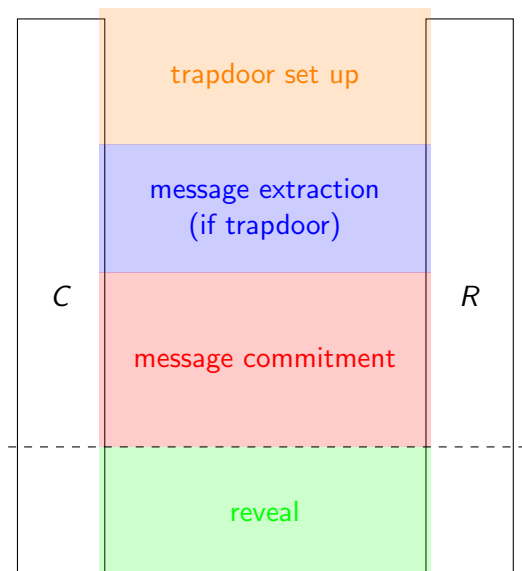 trapdoor set up
message extraction
(if trapdoor)
C
R
message commitment
reveal